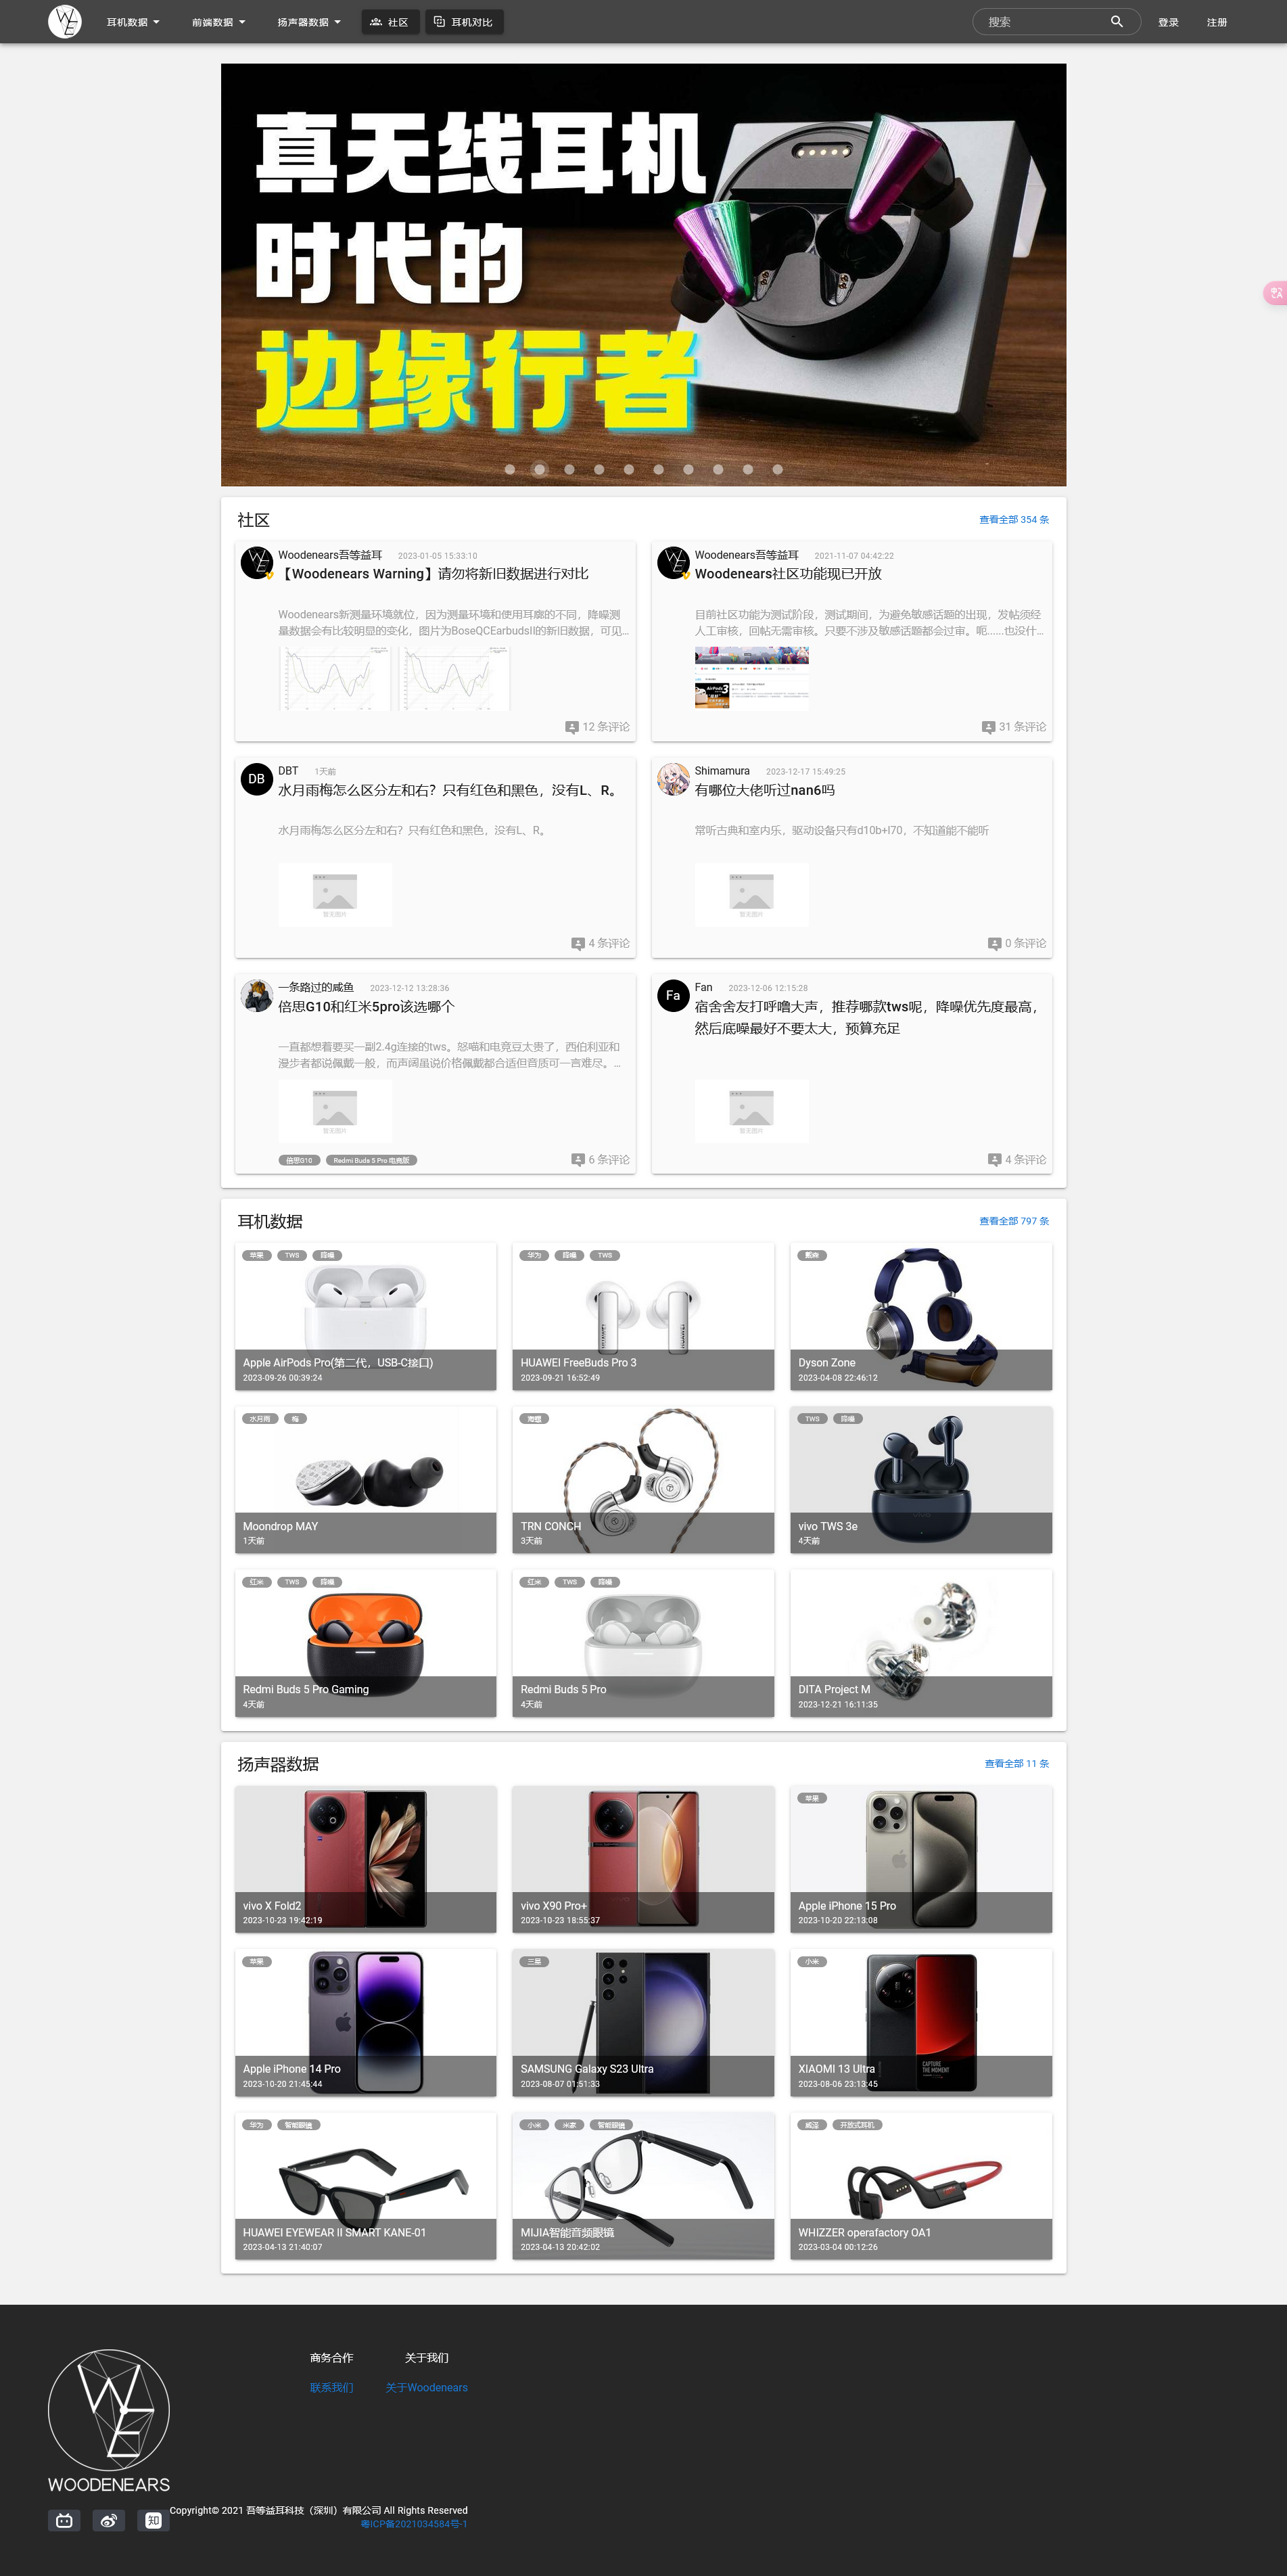 耳机数据
前端数据
扬声器数据
社区
耳机对比
搜索
登录
注册
真无线耳机
时代的
边缘行者
社区
查看全部 354 条
Woodenears吾等益耳 2023-01-05 15:33:10
【Woodenears Warning】请勿将新旧数据进行对比
Woodenears新测量环境就位，因为测量环境和使用耳廓的不同，降噪测
量数据会有比较明显的变化，图片为BoseQCEarbudsII的新旧数据，可见...
12 条评论
Woodenears吾等益耳 2021-11-07 04:42:22
Woodenears社区功能现已开放
目前社区功能为测试阶段，测试期间，为避免敏感话题的出现，发帖须经
人工审核，回帖无需审核。只要不涉及敏感话题都会过审。呃......也没什...
31 条评论
DB
DBT 1天前
水月雨梅怎么区分左和右？只有红色和黑色，没有L、R。
水月雨梅怎么区分左和右？只有红色和黑色，没有L、R。
暂无图片
4 条评论
Shimamura 2023-12-17 15:49:25
有哪位大佬听过nan6吗
常听古典和室内乐，驱动设备只有d10b+l70，不知道能不能听
暂无图片
0 条评论
一条路过的咸鱼 2023-12-12 13:28:36
倍思G10和红米5pro该选哪个
一直都想着要买一副2.4g连接的tws。怒喵和电竞豆太贵了，西伯利亚和
漫步者都说佩戴一般，而声阔虽说价格佩戴都合适但音质可一言难尽。...
暂无图片
倍思G10
Redmi Buds 5 Pro 电竞版
6 条评论
Fa
Fan 2023-12-06 12:15:28
宿舍舍友打呼噜大声，推荐哪款tws呢，降噪优先度最高，
然后底噪最好不要太大，预算充足
暂无图片
4 条评论
耳机数据
查看全部 797 条
苹果 TWS 降噪
Apple AirPods Pro(第二代，USB-C接口)
2023-09-26 00:39:24
华为 降噪 TWS
HUAWEI FreeBuds Pro 3
2023-09-21 16:52:49
戴森
Dyson Zone
2023-04-08 22:46:12
水月雨 梅
Moondrop MAY
1天前
海螺
TRN CONCH
3天前
TWS 降噪
vivo TWS 3e
4天前
红米 TWS 降噪
Redmi Buds 5 Pro Gaming
4天前
红米 TWS 降噪
Redmi Buds 5 Pro
4天前
DITA Project M
2023-12-21 16:11:35
扬声器数据
查看全部 11 条
vivo X Fold2
2023-10-23 19:42:19
vivo X90 Pro+
2023-10-23 18:55:37
苹果
Apple iPhone 15 Pro
2023-10-20 22:13:08
苹果
Apple iPhone 14 Pro
2023-10-20 21:45:44
三星
SAMSUNG Galaxy S23 Ultra
2023-08-07 01:51:33
小米
CAPTURE
THE MOMENT
XIAOMI 13 Ultra
2023-08-06 23:13:45
华为 智能眼镜
HUAWEI EYEWEAR II SMART KANE-01
2023-04-13 21:40:07
小米 米家 智能眼镜
MIJIA智能音频眼镜
2023-04-13 20:42:02
威泽 开放式耳机
WHIZZER operafactory OA1
2023-03-04 00:12:26
WOODENEARS
商务合作
联系我们
关于我们
关于Woodenears
知
Copyright© 2021 吾等益耳科技（深圳）有限公司 All Rights Reserved
粤ICP备2021034584号-1